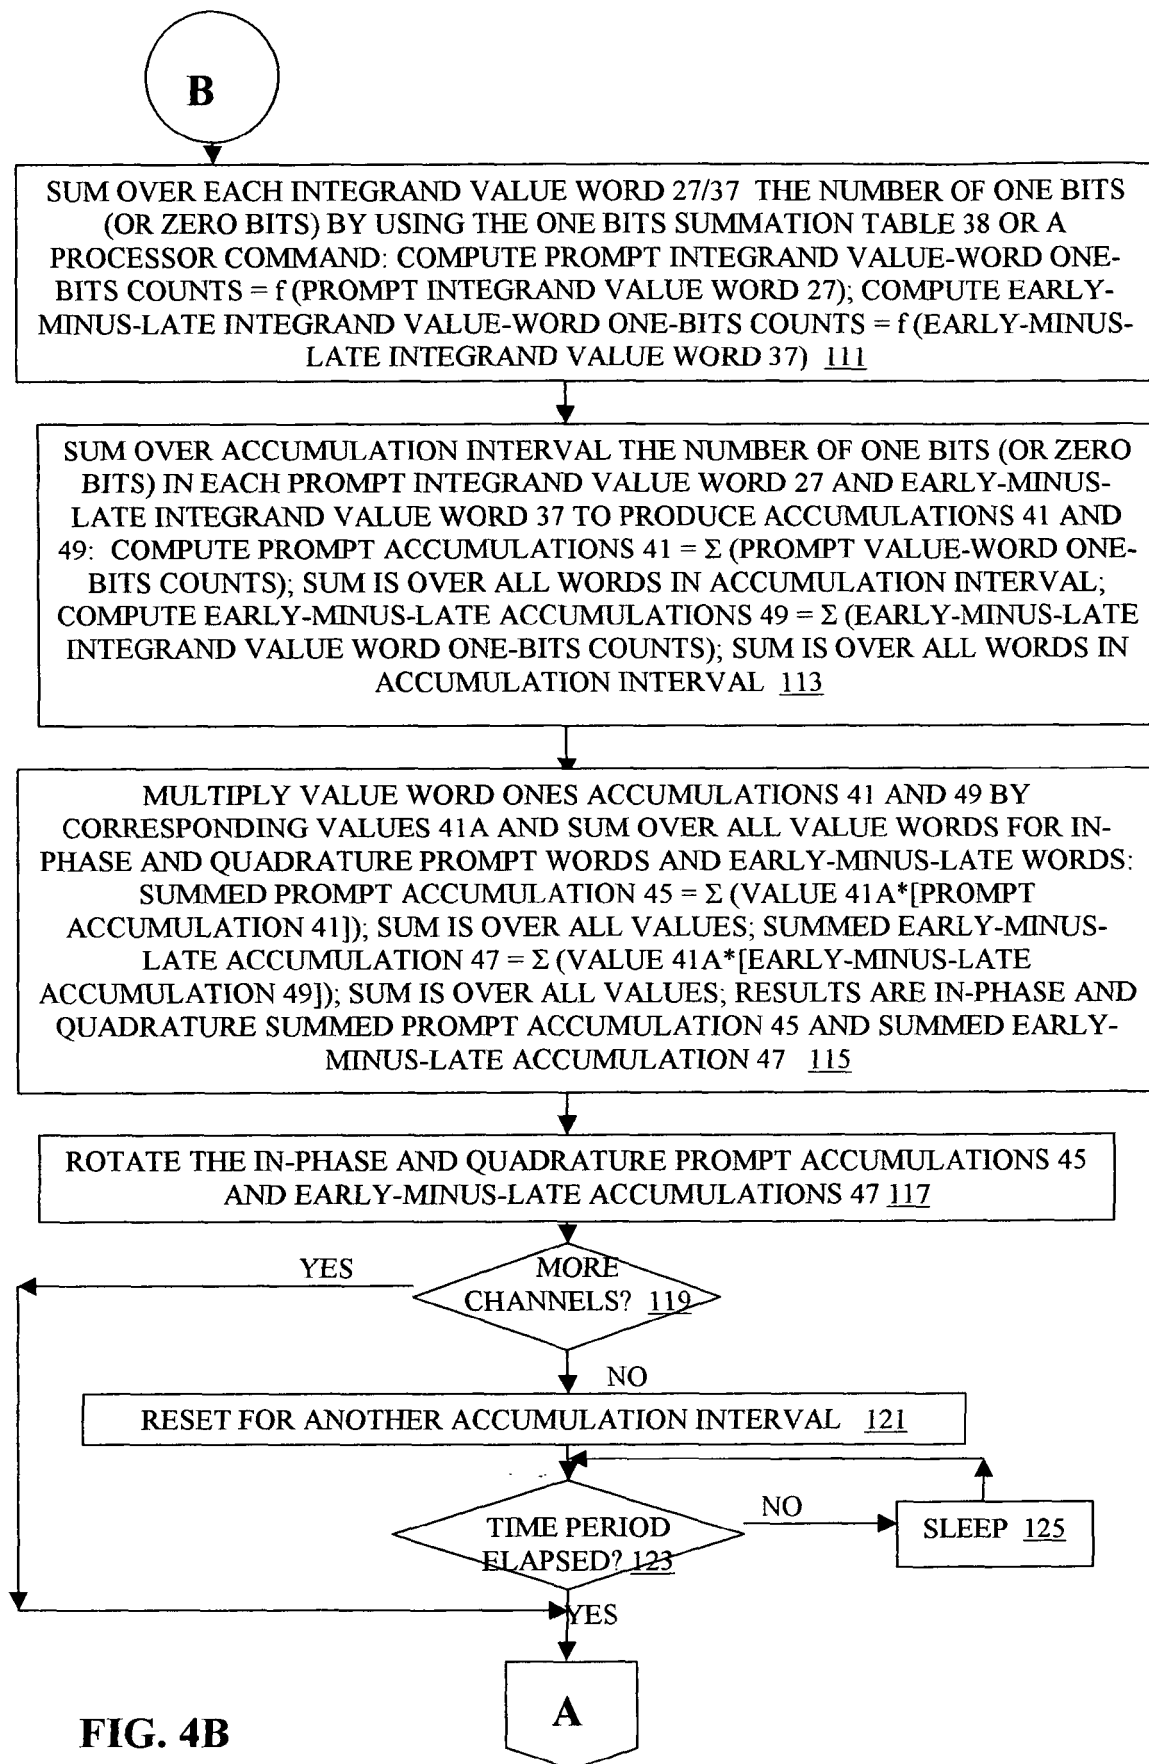 B
SUM OVER EACH INTEGRAND VALUE WORD 27/37 THE NUMBER OF ONE BITS
(OR ZERO BITS) BY USING THE ONE BITS SUMMATION TABLE 38 OR A
PROCESSOR COMMAND: COMPUTE PROMPT INTEGRAND VALUE-WORD ONE-
BITS COUNTS = f (PROMPT INTEGRAND VALUE WORD 27); COMPUTE EARLY-
MINUS-LATE INTEGRAND VALUE-WORD ONE-BITS COUNTS = f (EARLY-MINUS-
LATE INTEGRAND VALUE WORD 37) 111
SUM OVER ACCUMULATION INTERVAL THE NUMBER OF ONE BITS (OR ZERO
BITS) IN EACH PROMPT INTEGRAND VALUE WORD 27 AND EARLY-MINUS-
LATE INTEGRAND VALUE WORD 37 TO PRODUCE ACCUMULATIONS 41 AND
49: COMPUTE PROMPT ACCUMULATIONS 41 = Σ (PROMPT VALUE-WORD ONE-
BITS COUNTS); SUM IS OVER ALL WORDS IN ACCUMULATION INTERVAL;
COMPUTE EARLY-MINUS-LATE ACCUMULATIONS 49 = Σ (EARLY-MINUS-LATE
INTEGRAND VALUE WORD ONE-BITS COUNTS); SUM IS OVER ALL WORDS IN
ACCUMULATION INTERVAL 113
MULTIPLY VALUE WORD ONES ACCUMULATIONS 41 AND 49 BY
CORRESPONDING VALUES 41A AND SUM OVER ALL VALUE WORDS FOR IN-
PHASE AND QUADRATURE PROMPT WORDS AND EARLY-MINUS-LATE WORDS:
SUMMED PROMPT ACCUMULATION 45 = Σ (VALUE 41A*[PROMPT
ACCUMULATION 41]); SUM IS OVER ALL VALUES; SUMMED EARLY-MINUS-
LATE ACCUMULATION 47 = Σ (VALUE 41A*[EARLY-MINUS-LATE
ACCUMULATION 49]); SUM IS OVER ALL VALUES; RESULTS ARE IN-PHASE AND
QUADRATURE SUMMED PROMPT ACCUMULATION 45 AND SUMMED EARLY-
MINUS-LATE ACCUMULATION 47 115
ROTATE THE IN-PHASE AND QUADRATURE PROMPT ACCUMULATIONS 45
AND EARLY-MINUS-LATE ACCUMULATIONS 47 117
YES
MORE
CHANNELS? 119
NO
RESET FOR ANOTHER ACCUMULATION INTERVAL 121
TIME PERIOD
ELAPSED? 123
NO
SLEEP 125
YES
A
FIG. 4B